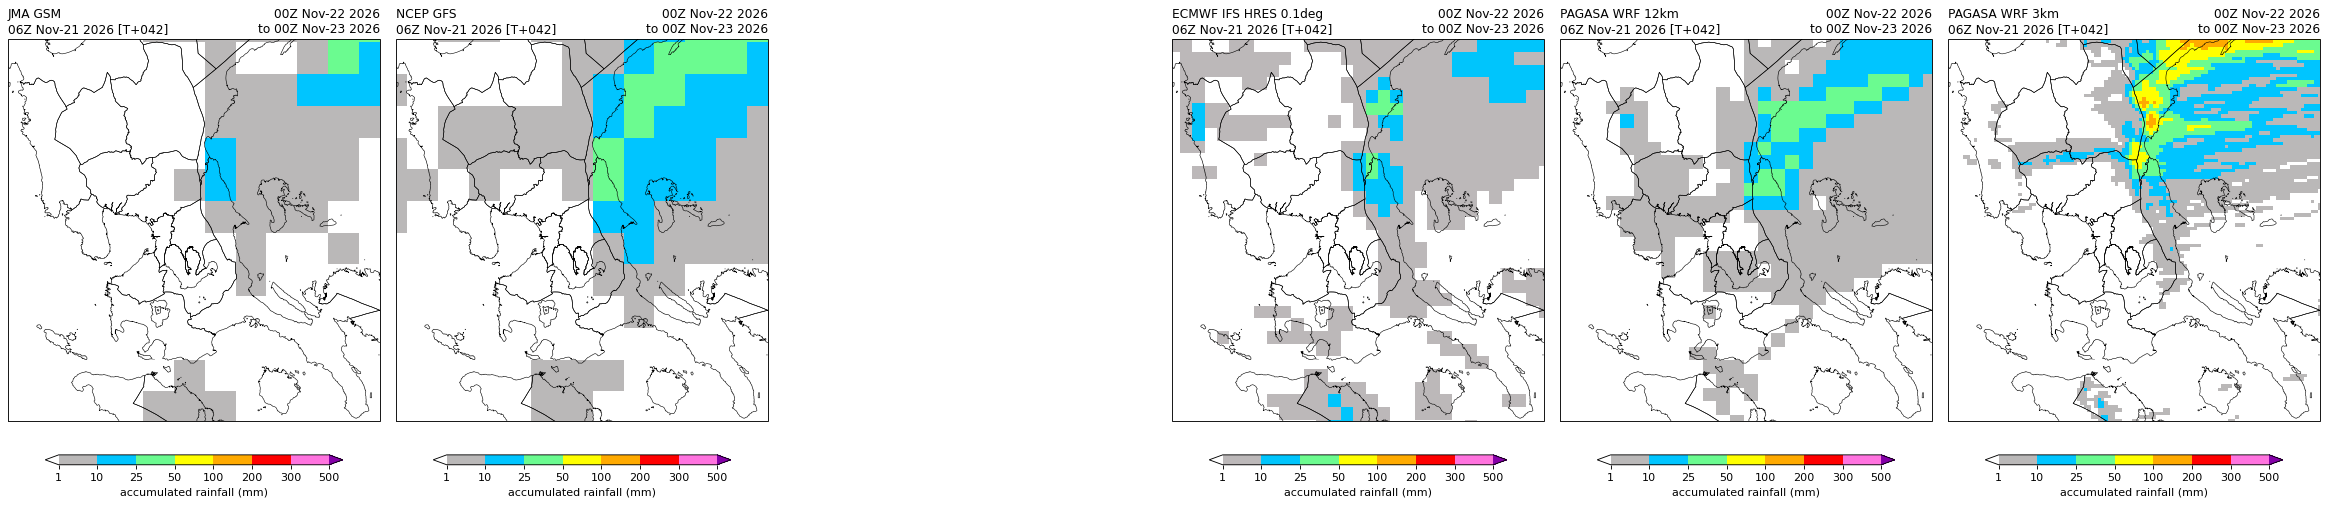 JMA GSM 00Z Nov-22 2026
06Z Nov-21 2026 [T+042] to 00Z Nov-23 2026
1 10 25 50 100 200 300 500
accumulated rainfall (mm)
NCEP GFS 00Z Nov-22 2026
06Z Nov-21 2026 [T+042] to 00Z Nov-23 2026
1 10 25 50 100 200 300 500
accumulated rainfall (mm)
ECMWF IFS HRES 0.1deg 00Z Nov-22 2026
06Z Nov-21 2026 [T+042] to 00Z Nov-23 2026
1 10 25 50 100 200 300 500
accumulated rainfall (mm)
PAGASA WRF 12km 00Z Nov-22 2026
06Z Nov-21 2026 [T+042] to 00Z Nov-23 2026
1 10 25 50 100 200 300 500
accumulated rainfall (mm)
PAGASA WRF 3km 00Z Nov-22 2026
06Z Nov-21 2026 [T+042] to 00Z Nov-23 2026
1 10 25 50 100 200 300 500
accumulated rainfall (mm)